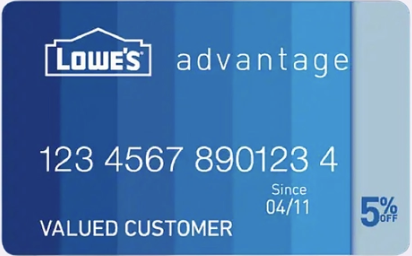 LOWE'S advantage
123 4567 890123 4
Since
04/11
5% OFF
VALUED CUSTOMER